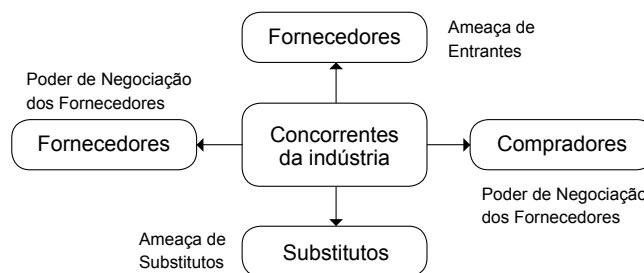 Fornecedores
Ameaça de
Entrantes
Poder de Negociação
dos Fornecedores
Fornecedores
Concorrentes
da indústria
Compradores
Poder de Negociação
dos Fornecedores
Ameaça de
Substitutos
Substitutos